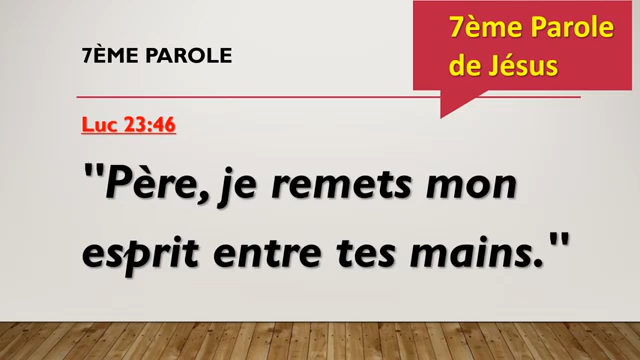 7ÈME PAROLE
7ème Parole
de Jésus
Luc 23:46
"Père, je remets mon
esprit entre tes mains."